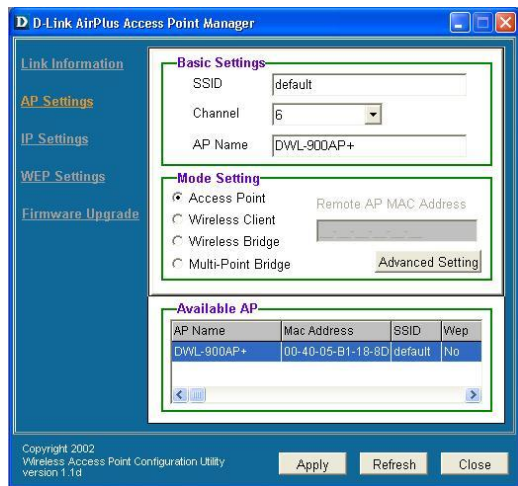 D D-Link AirPlus Access Point Manager
Link Information
AP Settings
IP Settings
WEP Settings
Firmware Upgrade
Basic Settings
SSID default
Channel 6
AP Name DWL-900AP+
Mode Setting
Access Point
Wireless Client
Wireless Bridge
Multi-Point Bridge
Remote AP MAC Address
Advanced Setting
Available AP
AP Name Mac Address SSID Wep
DWL-900AP+ 00-40-05-B1-18-8D default No
Copyright 2002
Wireless Access Point Configuration Utility
version 1.1d
Apply Refresh Close